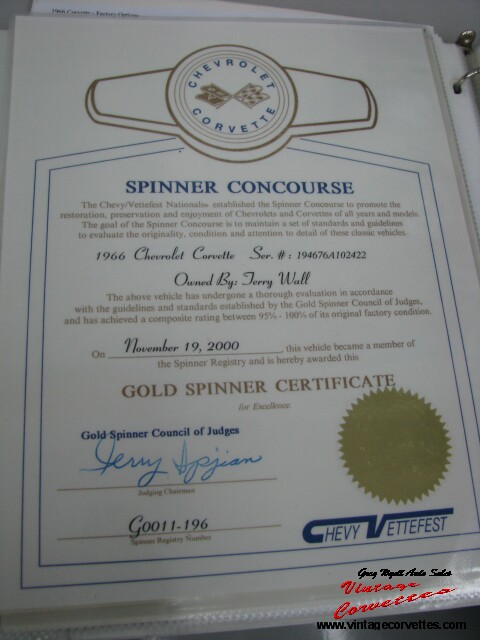 1966 Corvette - Factory Options
CHEVROLET
CORVETTE
SPINNER CONCOURSE
The Chevy/Vettefest Nationals® established the Spinner Concourse to promote the
restoration, preservation and enjoyment of Chevrolets and Corvettes of all years and models.
The goal of the Spinner Concourse is to maintain a set of standards and guidelines
to evaluate the originality, condition and attention to detail of these classic vehicles.
1966 Chevrolet Corvette Ser. # : 194676A102422
Owned By: Terry Wall
The above vehicle has undergone a thorough evaluation in accordance
with the guidelines and standards established by the Gold Spinner Council of Judges,
and has achieved a composite rating between 95% - 100% of its original factory condition.
On November 19, 2000, this vehicle became a member of
the Spinner Registry and is hereby awarded this
GOLD SPINNER CERTIFICATE
for Excellence
Gold Spinner Council of Judges
Jerry
Judging Chairman
G0011-196
Spinner Registry Number
CHEVY VETTEFEST
Greg Wyatt Auto Sales
Vintage
Corvettes
www.vintagecorvettes.com